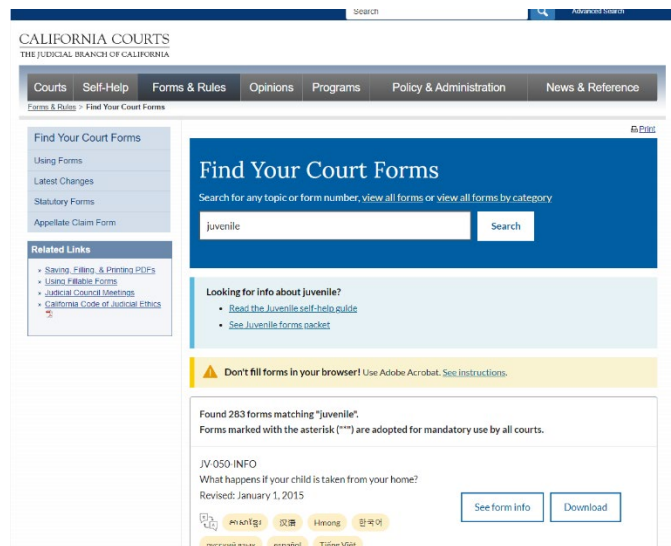 Search
Advanced Search
CALIFORNIA COURTS
THE JUDICIAL BRANCH OF CALIFORNIA
Courts Self-Help Forms & Rules Opinions Programs Policy & Administration News & Reference
Forms & Rules > Find Your Court Forms
Print
Find Your Court Forms
Using Forms
Latest Changes
Statutory Forms
Appellate Claim Form
Related Links
Saving, Filling, & Printing PDFs
Using Fillable Forms
Judicial Council Meetings
California Code of Judicial Ethics
Find Your Court Forms
Search for any topic or form number, view all forms or view all forms by category
juvenile
Search
Looking for info about juvenile?
Read the Juvenile self-help guide
See Juvenile forms packet
Don't fill forms in your browser! Use Adobe Acrobat. See instructions.
Found 283 forms matching "juvenile".
Forms marked with the asterisk ("*") are adopted for mandatory use by all courts.
JV-050-INFO
What happens if your child is taken from your home?
Revised: January 1, 2015
See form info Download
ភាសាខ្មែរ 汉语 Hmong 한국어
русский язык español Tiếng Việt